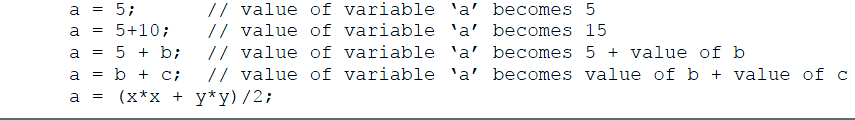 a = 5;       // value of variable ‘a’ becomes 5
a = 5+10;    // value of variable ‘a’ becomes 15
a = 5 + b;   // value of variable ‘a’ becomes 5 + value of b
a = b + c;   // value of variable ‘a’ becomes value of b + value of c
a = (x*x + y*y)/2;